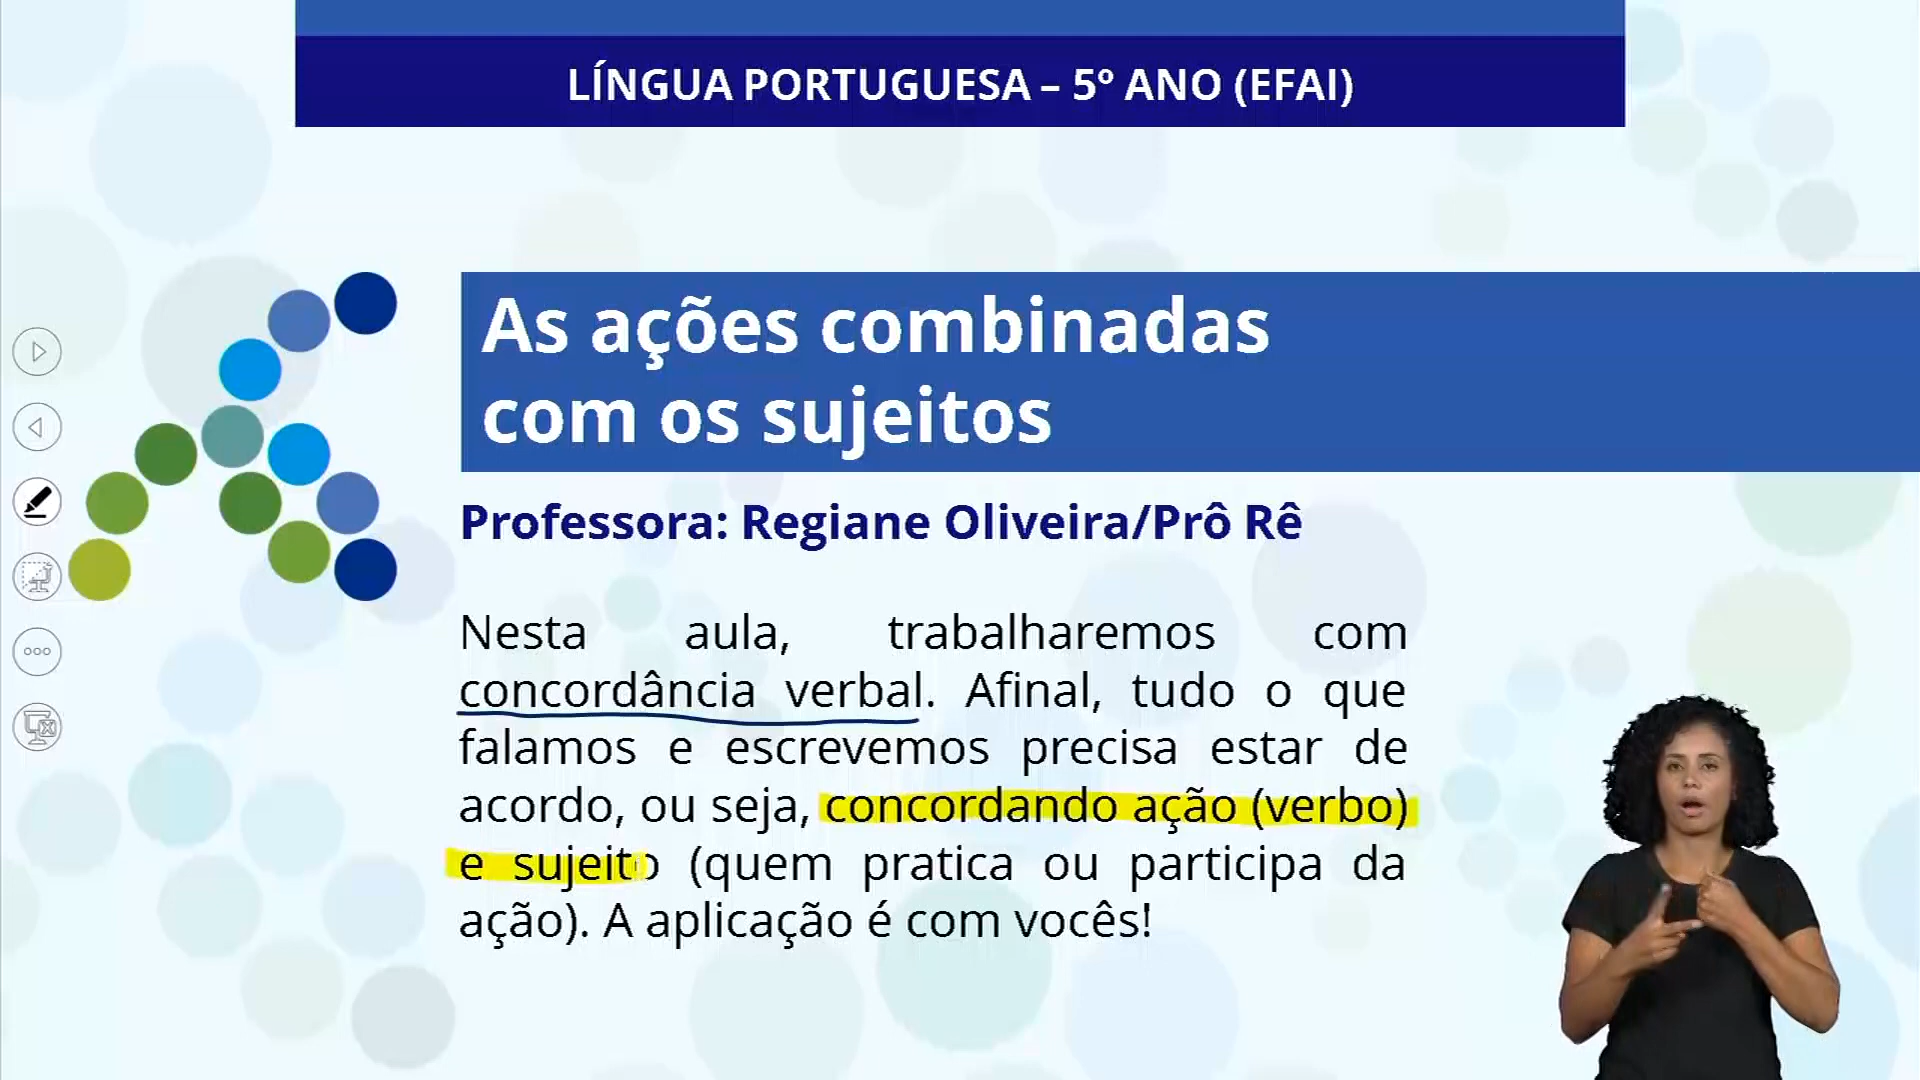 LÍNGUA PORTUGUESA – 5º ANO (EFAI)
As ações combinadas
com os sujeitos
Professora: Regiane Oliveira/Prô Rê
Nesta aula, trabalharemos com
concordância verbal. Afinal, tudo o que
falamos e escrevemos precisa estar de
acordo, ou seja, concordando ação (verbo)
e sujeito (quem pratica ou participa da
ação). A aplicação é com vocês!